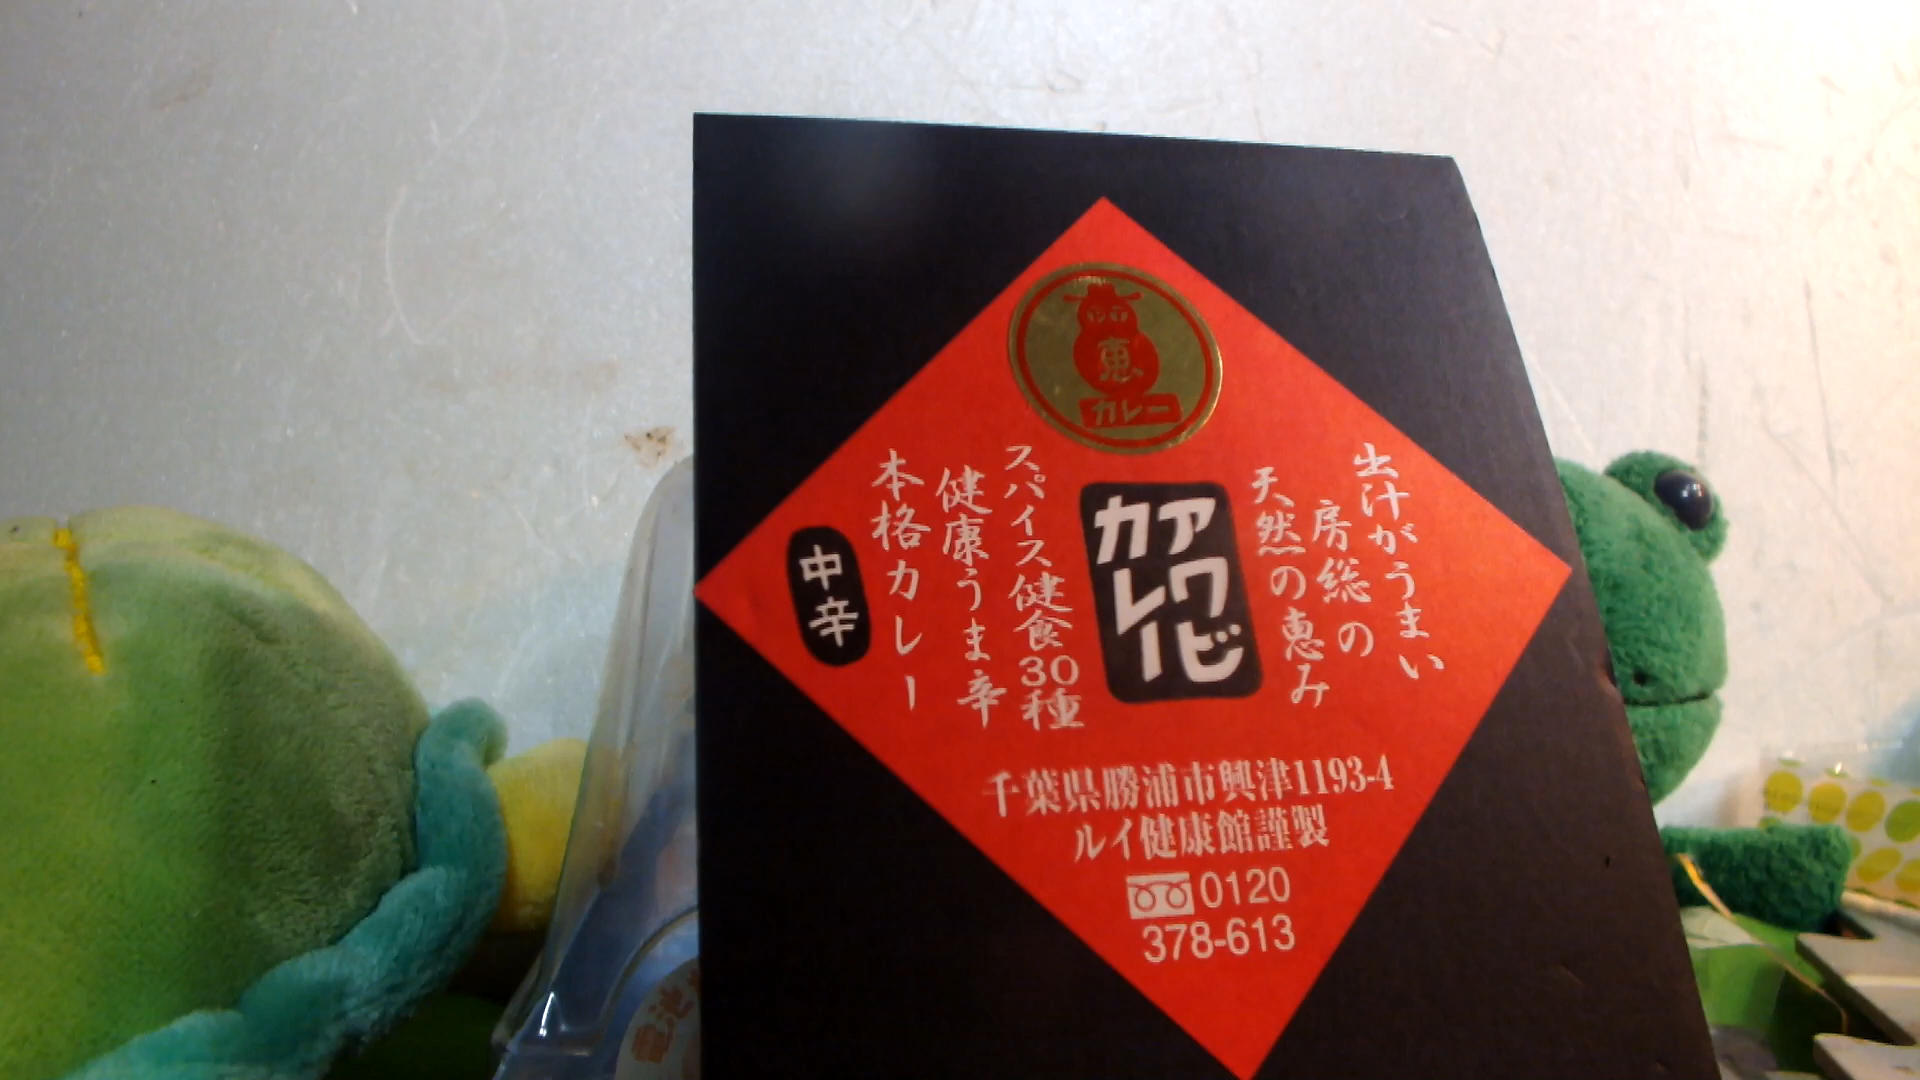 恵
カレー
出汁がうまい
房総の
天然の恵み
アワビ
カレー
スパイス健食30種
健康うま辛
本格カレー
中辛
千葉県勝浦市興津1193-4
ルイ健康館謹製
0120
378-613
電池